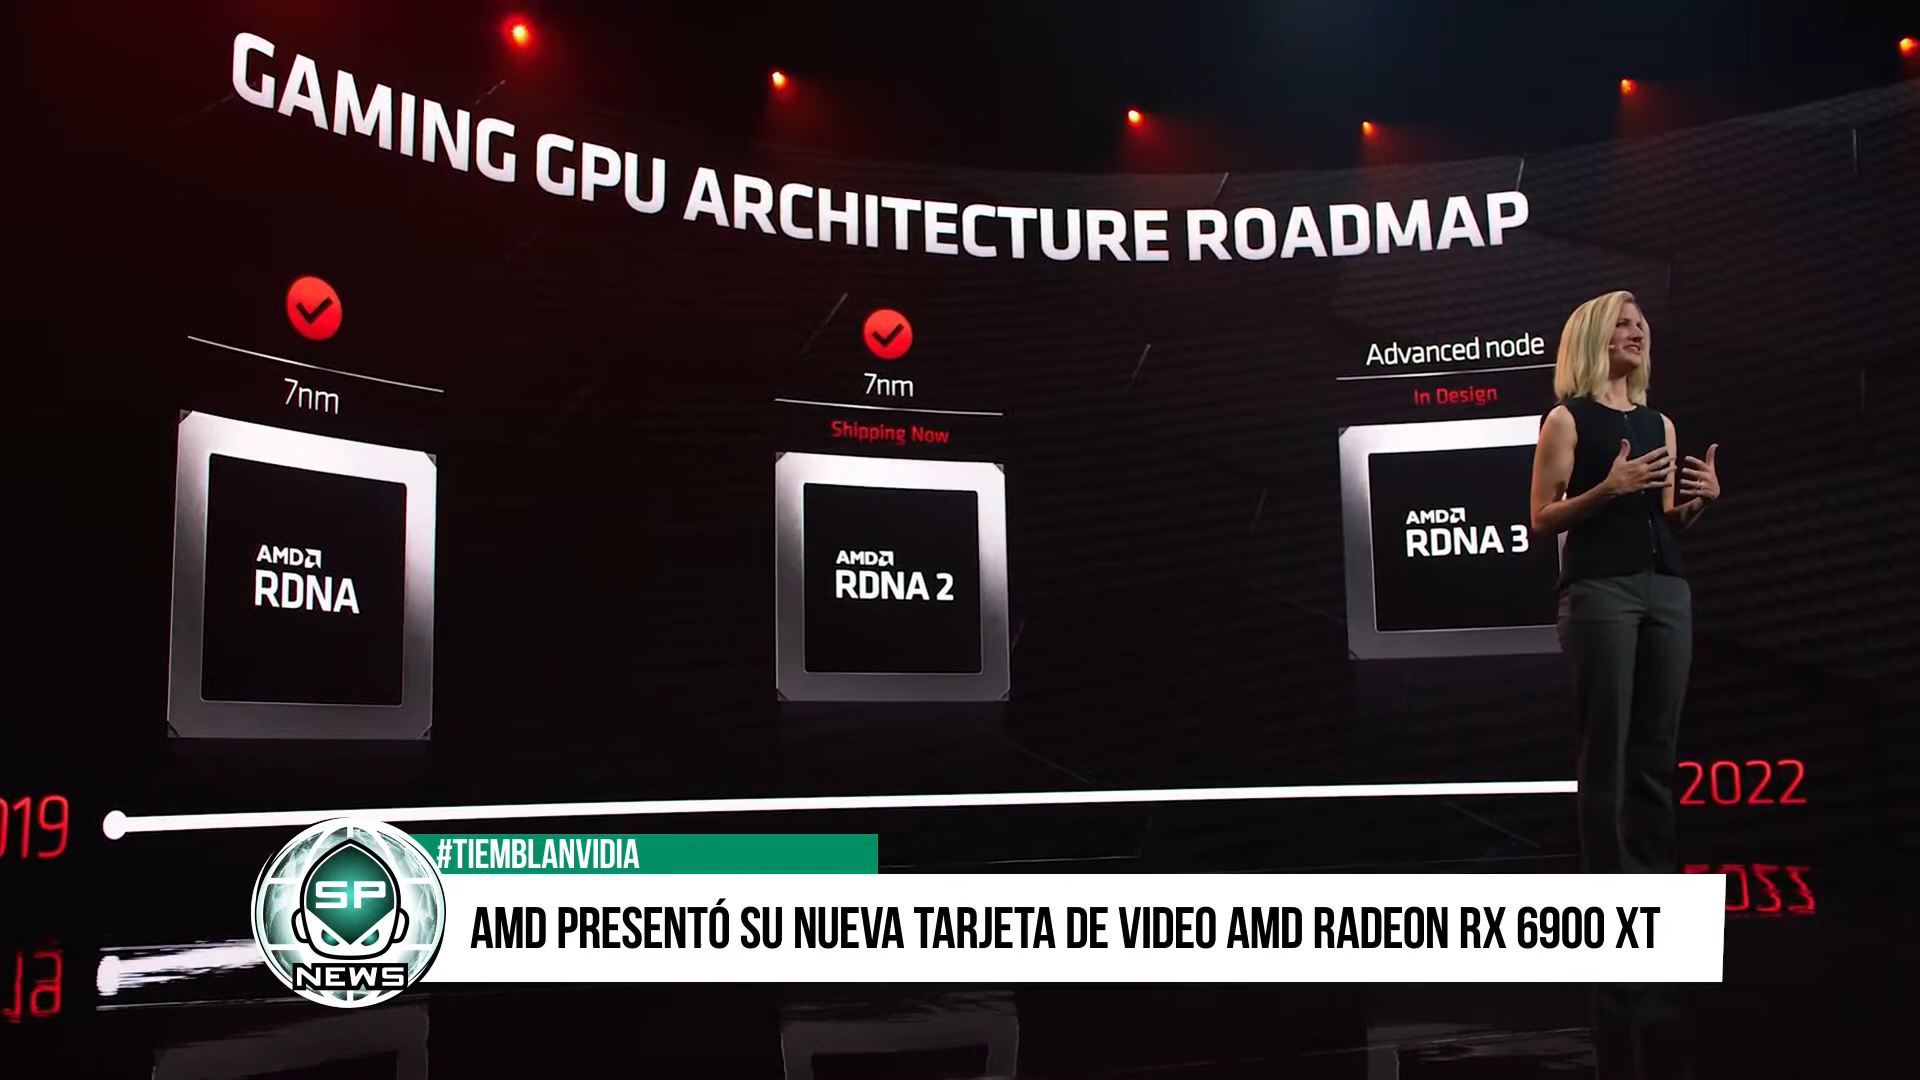 GAMING GPU ARCHITECTURE ROADMAP
7nm
AMD
RDNA
7nm
Shipping Now
AMD
RDNA 2
Advanced node
In Design
AMD
RDNA 3
019
2022
#TIEMBLANVIDIA
SP
NEWS
AMD PRESENTÓ SU NUEVA TARJETA DE VIDEO AMD RADEON RX 6900 XT